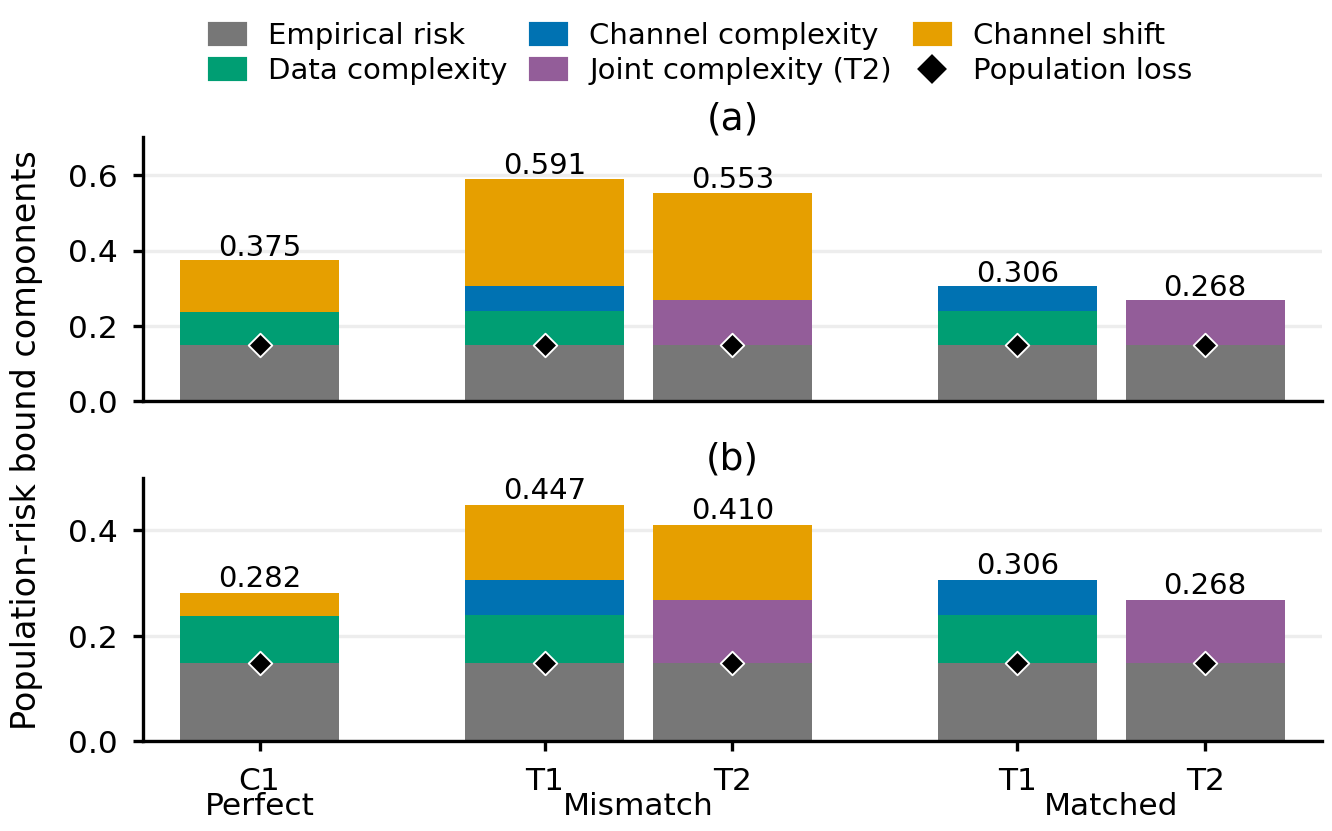 Empirical risk
Data complexity
Channel complexity
Joint complexity (T2)
Channel shift
Population loss
Population-risk bound components
(a)
0.6
0.4
0.2
0.0
0.375
0.591
0.553
0.306
0.268
(b)
0.4
0.2
0.0
0.282
0.447
0.410
0.306
0.268
C1 T1 T2 T1 T2
Perfect Mismatch Matched